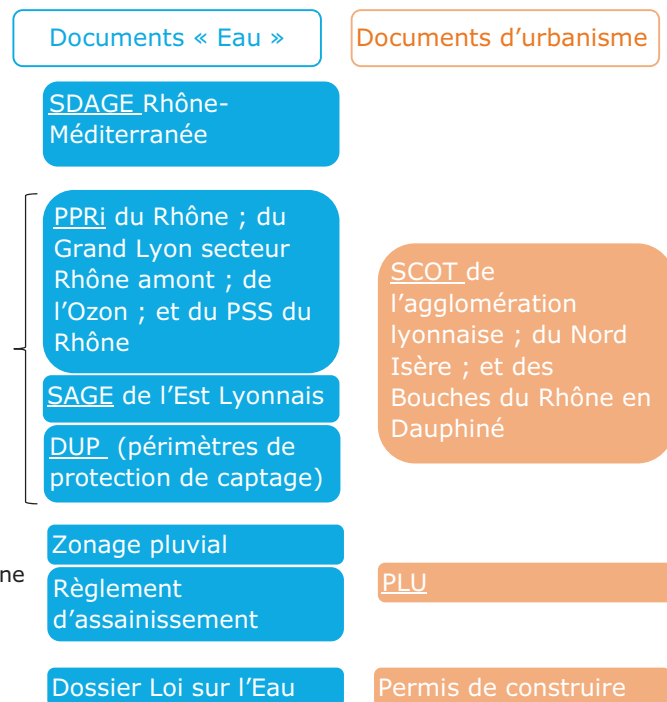 Documents « Eau »
Documents d'urbanisme
SDAGE Rhône-
Méditerranée
PPRi du Rhône ; du
Grand Lyon secteur
Rhône amont ; de
l'Ozon ; et du PSS du
Rhône
SAGE de l'Est Lyonnais
DUP (périmètres de
protection de captage)
SCOT de
l'agglomération
lyonnaise ; du Nord
Isère ; et des
Bouches du Rhône en
Dauphiné
Zonage pluvial
ne
Règlement
d'assainissement
PLU
Dossier Loi sur l'Eau
Permis de construire